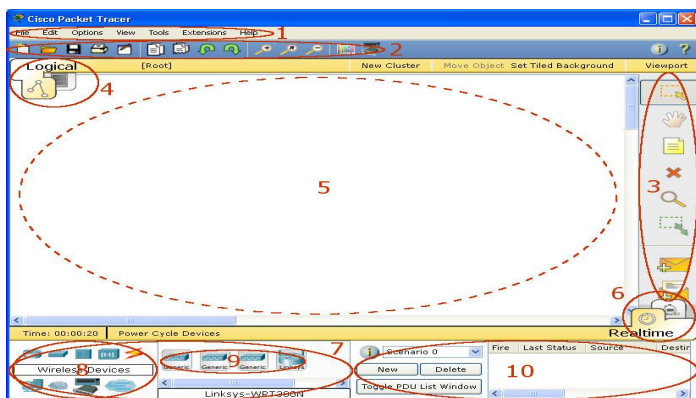 Cisco Packet Tracer
File Edit Options View Tools Extensions Help 1
2
Logical [Root] New Cluster Move Object Set Tiled Background Viewport
4
5
3
6
Time: 00:00:20 Power Cycle Devices Realtime
7
Scenario 0
Fire Last Status Source Destin
9
Generic Generic Generic Linksys
Wireless Devices
8
New Delete
10
Toggle PDU List Window
Linksys-WRT300N